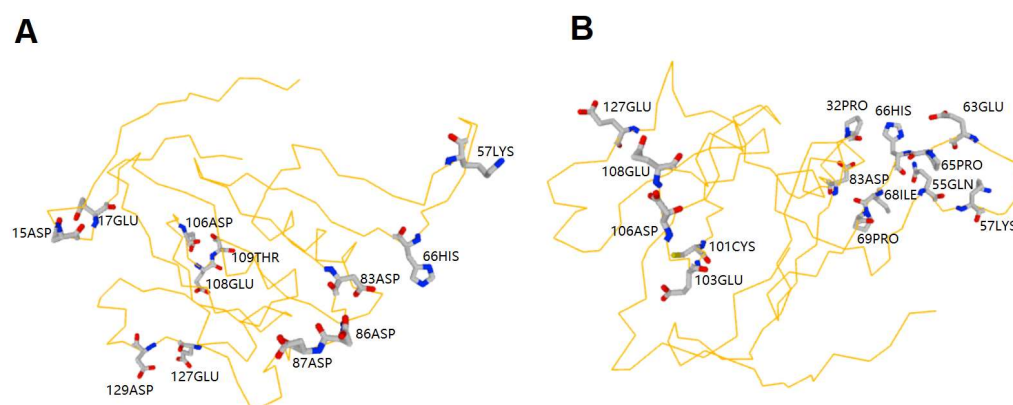 A
B
57LYS
17GLU
15ASP
106ASP
109THR
108GLU
66HIS
83ASP
86ASP
87ASP
129ASP
127GLU
127GLU
32PRO
66HIS
63GLU
108GLU
65PRO
83ASP
55GLN
68ILE
57LYS
106ASP
101CYS
69PRO
103GLU